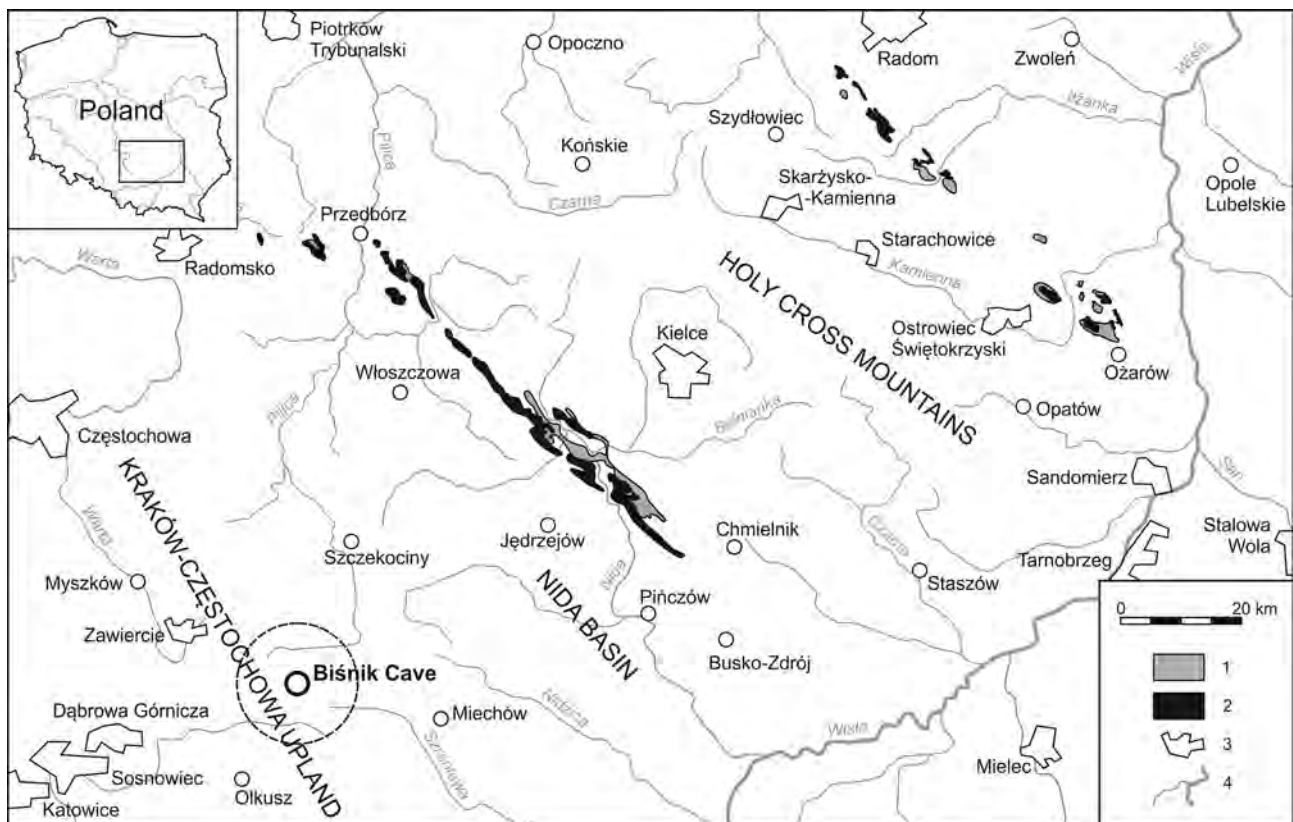 Piotrków
Trybunalski
Opoczno
Radom
Zwoleń
Wisła
Poland
Iłżanka
Szydłowiec
Pilica
Końskie
Opole
Lubelskie
Skarżysko-
-Kamienna
Czarna
Przedbórz
Starachowice
Radomsko
Warta
Kamienna
HOLY CROSS MOUNTAINS
Kielce
Ostrowiec
Świętokrzyski
Ożarów
Włoszczowa
Pilica
Opatów
Częstochowa
Belnianka
Sandomierz
San
KRAKÓW-CZĘSTOCHOWA UPLAND
Warta
Szczekociny
Jędrzejów
Chmielnik
Czarna
Stalowa
Wola
Tarnobrzeg
Staszów
Myszków
NIDA BASIN
Nida
Pińczów
0 20 km
Zawiercie
Busko-Zdrój
1
Biśnik Cave
Nidzica
2
Dąbrowa Górnicza
Miechów
Wisła
3
Szreniawka
Mielec
Sosnowiec
Olkusz
4
Katowice